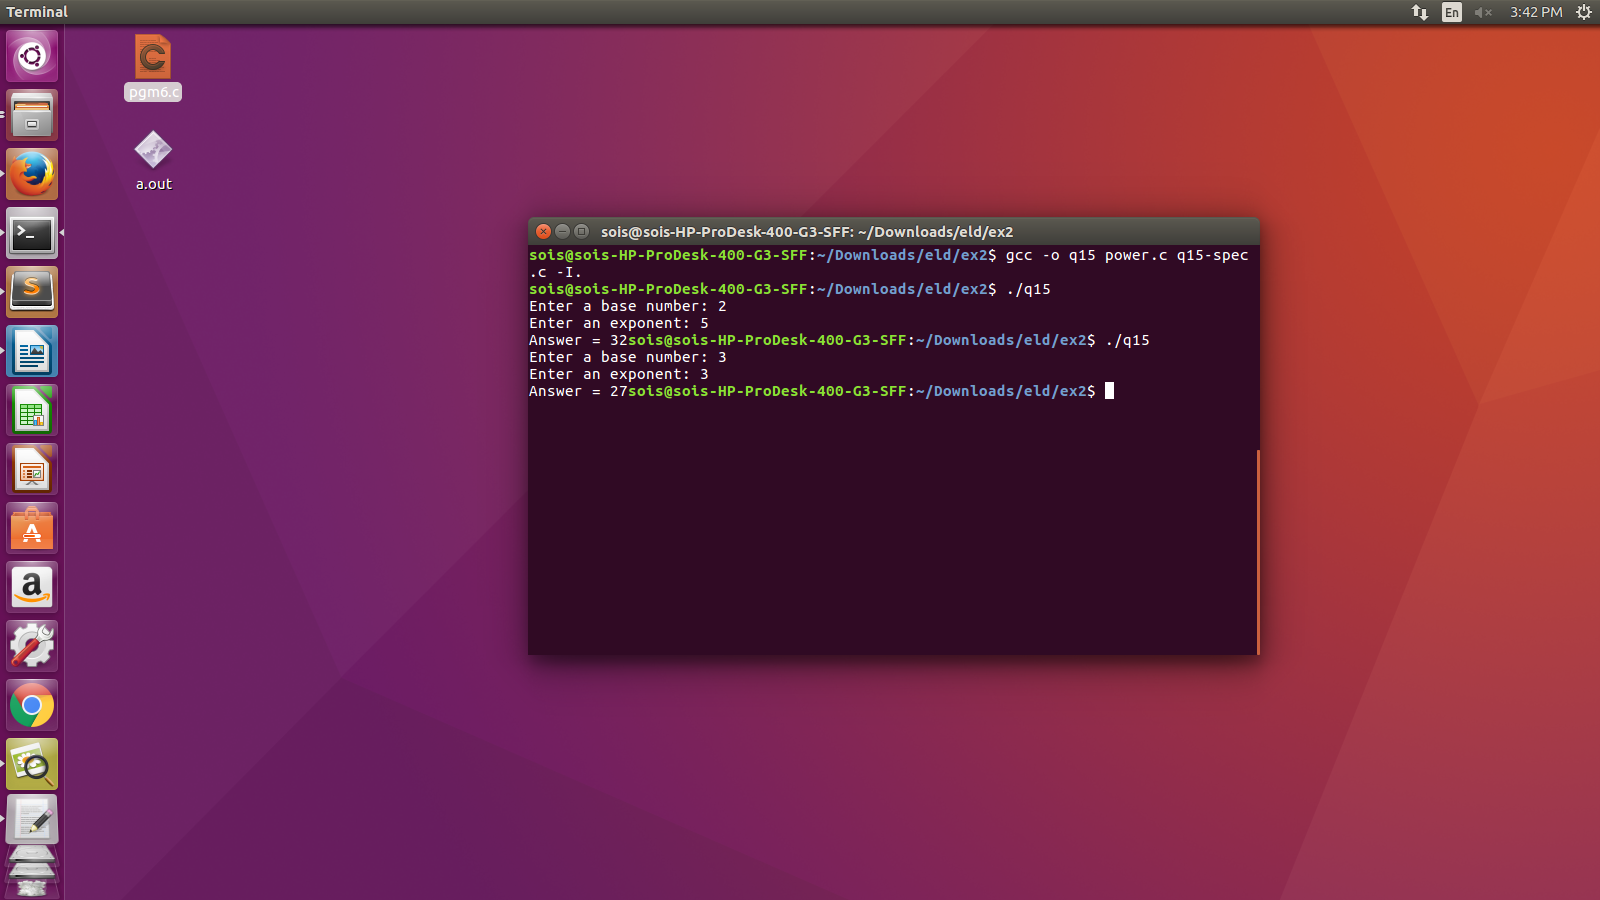 Terminal
En
3:42 PM
pgm6.c
a.out
sois@sois-HP-ProDesk-400-G3-SFF: ~/Downloads/eld/ex2
sois@sois-HP-ProDesk-400-G3-SFF:~/Downloads/eld/ex2$ gcc -o q15 power.c q15-spec
.c -I.
sois@sois-HP-ProDesk-400-G3-SFF:~/Downloads/eld/ex2$ ./q15
Enter a base number: 2
Enter an exponent: 5
Answer = 32sois@sois-HP-ProDesk-400-G3-SFF:~/Downloads/eld/ex2$ ./q15
Enter a base number: 3
Enter an exponent: 3
Answer = 27sois@sois-HP-ProDesk-400-G3-SFF:~/Downloads/eld/ex2$